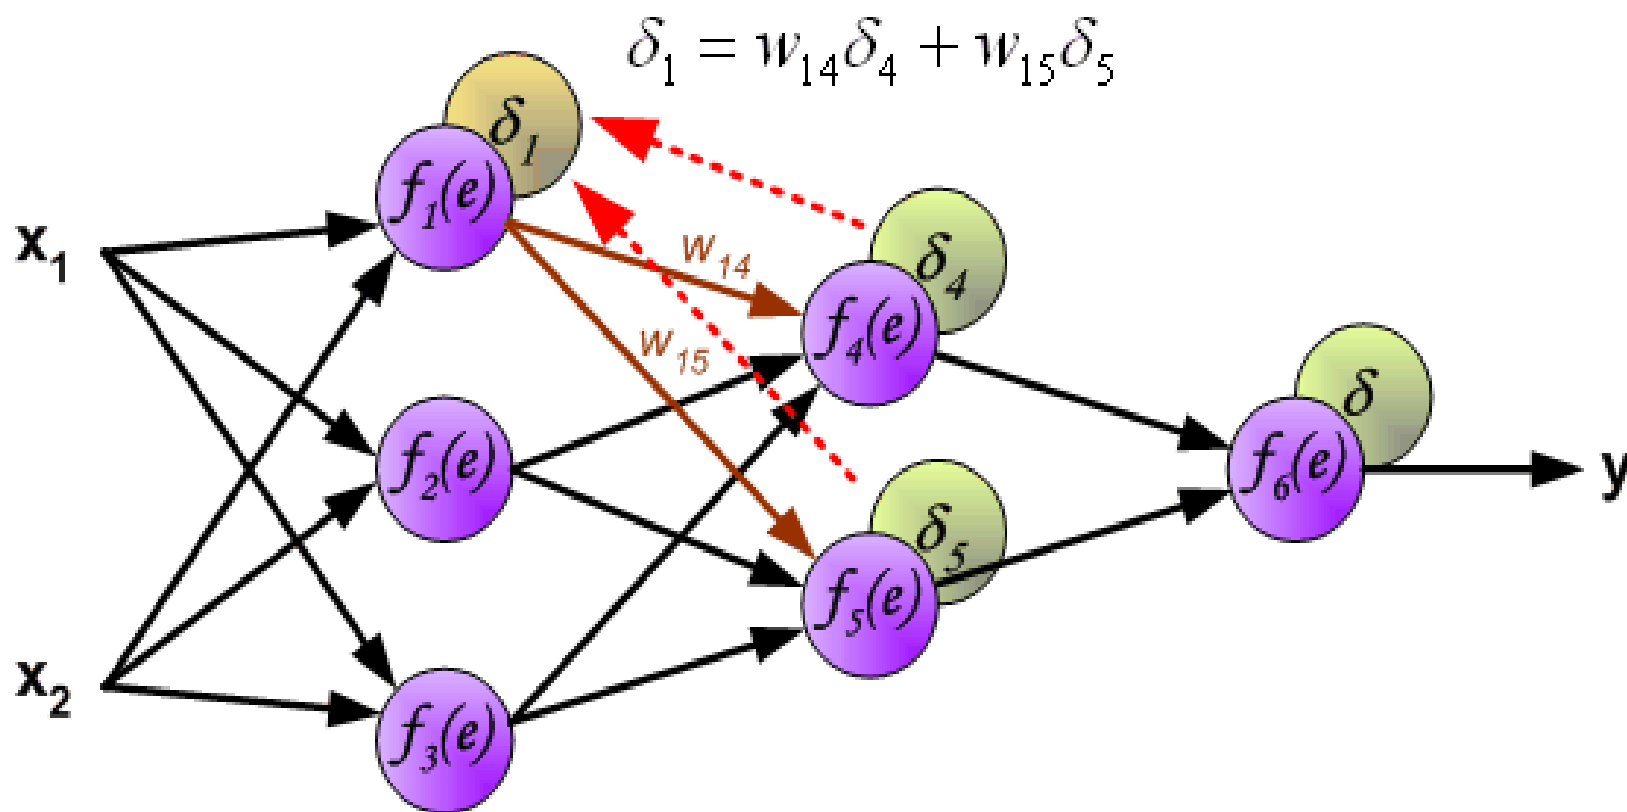 δ₁ = w₁₄δ₄ + w₁₅δ₅
δ₁
f₁(e)
x₁
w₁₄
δ₄
w₁₅
f₄(e)
δ
f₂(e)
f₆(e)
y
δ₅
f₅(e)
x₂
f₃(e)